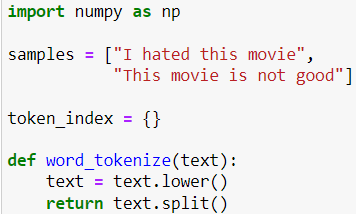 import numpy as np
samples = ["I hated this movie",
           "This movie is not good"]
token_index = {}
def word_tokenize(text):
    text = text.lower()
    return text.split()